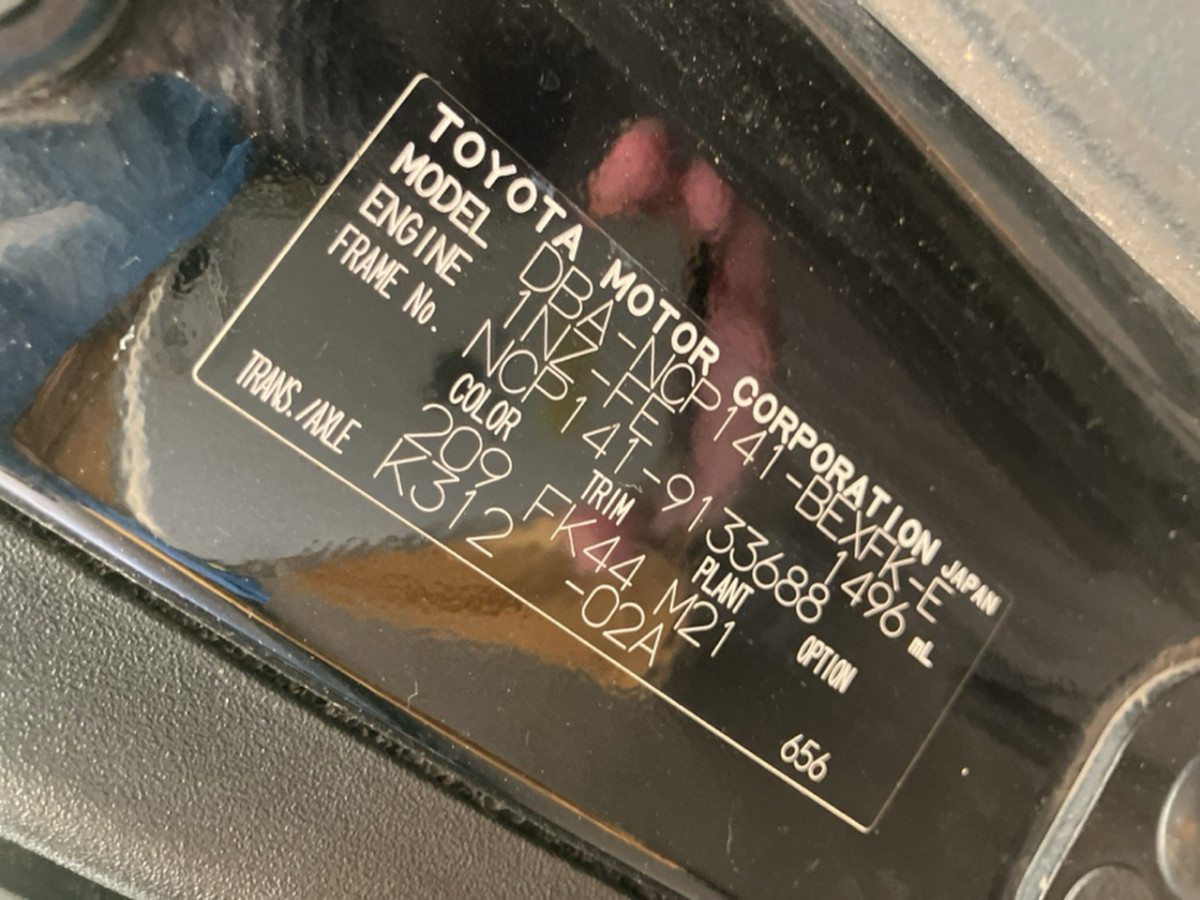 TOYOTA MOTOR CORPORATION JAPAN
MODEL DBA-NCP141-BEXFK-E
ENGINE 1NZ-FE 1496 mL
FRAME No. NCP141-9133688
COLOR TRIM PLANT OPTION
209 FK44 M21
TRANS./AXLE K312 -02A
656